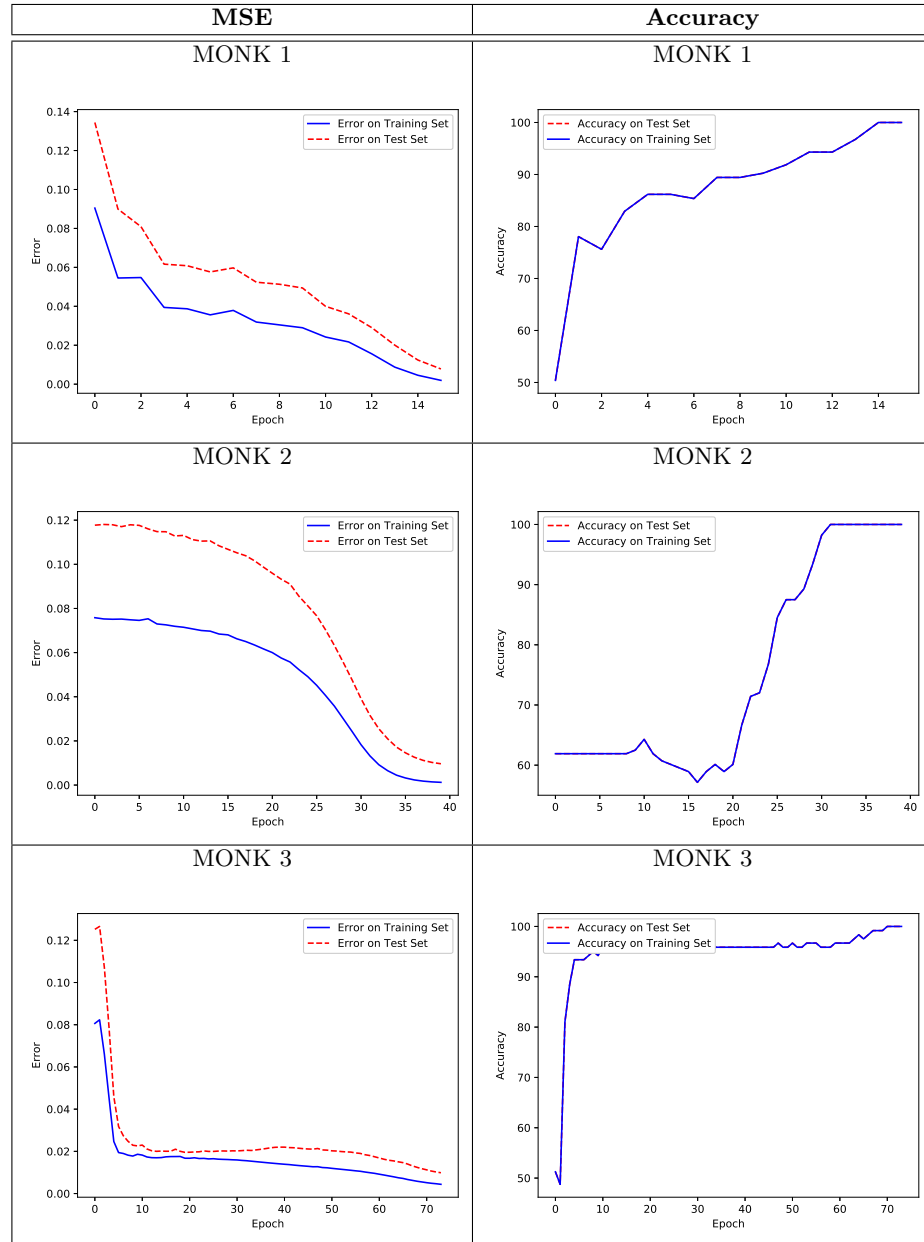 MSE
Accuracy
MONK 1
MONK 1
0.14
0.12
0.10
0.08
0.06
0.04
0.02
0.00
Error
Error on Training Set
Error on Test Set
0 2 4 6 8 10 12 14
Epoch
100
90
80
70
60
50
Accuracy
Accuracy on Test Set
Accuracy on Training Set
0 2 4 6 8 10 12 14
Epoch
MONK 2
MONK 2
0.12
0.10
0.08
0.06
0.04
0.02
0.00
Error
Error on Training Set
Error on Test Set
0 5 10 15 20 25 30 35 40
Epoch
100
90
80
70
60
Accuracy
Accuracy on Test Set
Accuracy on Training Set
0 5 10 15 20 25 30 35 40
Epoch
MONK 3
MONK 3
0.12
0.10
0.08
0.06
0.04
0.02
0.00
Error
Error on Training Set
Error on Test Set
0 10 20 30 40 50 60 70
Epoch
100
90
80
70
60
50
Accuracy
Accuracy on Test Set
Accuracy on Training Set
0 10 20 30 40 50 60 70
Epoch